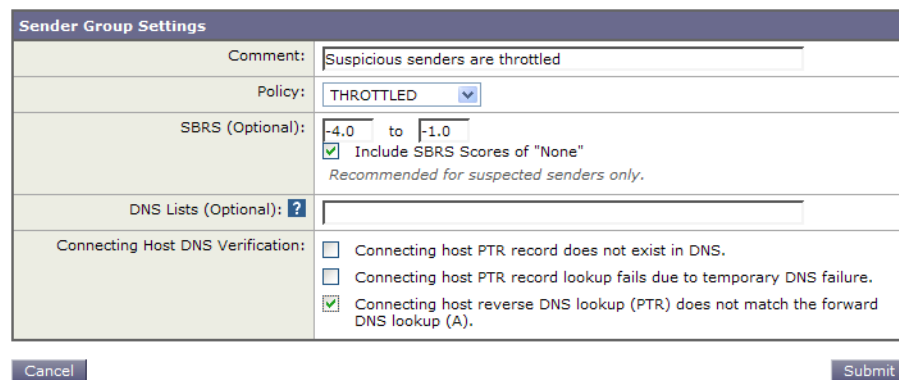 Sender Group Settings
Comment: Suspicious senders are throttled
Policy: THROTTLED
SBRS (Optional): -4.0 to -1.0
Include SBRS Scores of "None"
Recommended for suspected senders only.
DNS Lists (Optional): ?
Connecting Host DNS Verification: Connecting host PTR record does not exist in DNS.
Connecting host PTR record lookup fails due to temporary DNS failure.
Connecting host reverse DNS lookup (PTR) does not match the forward
DNS lookup (A).
Cancel Submit